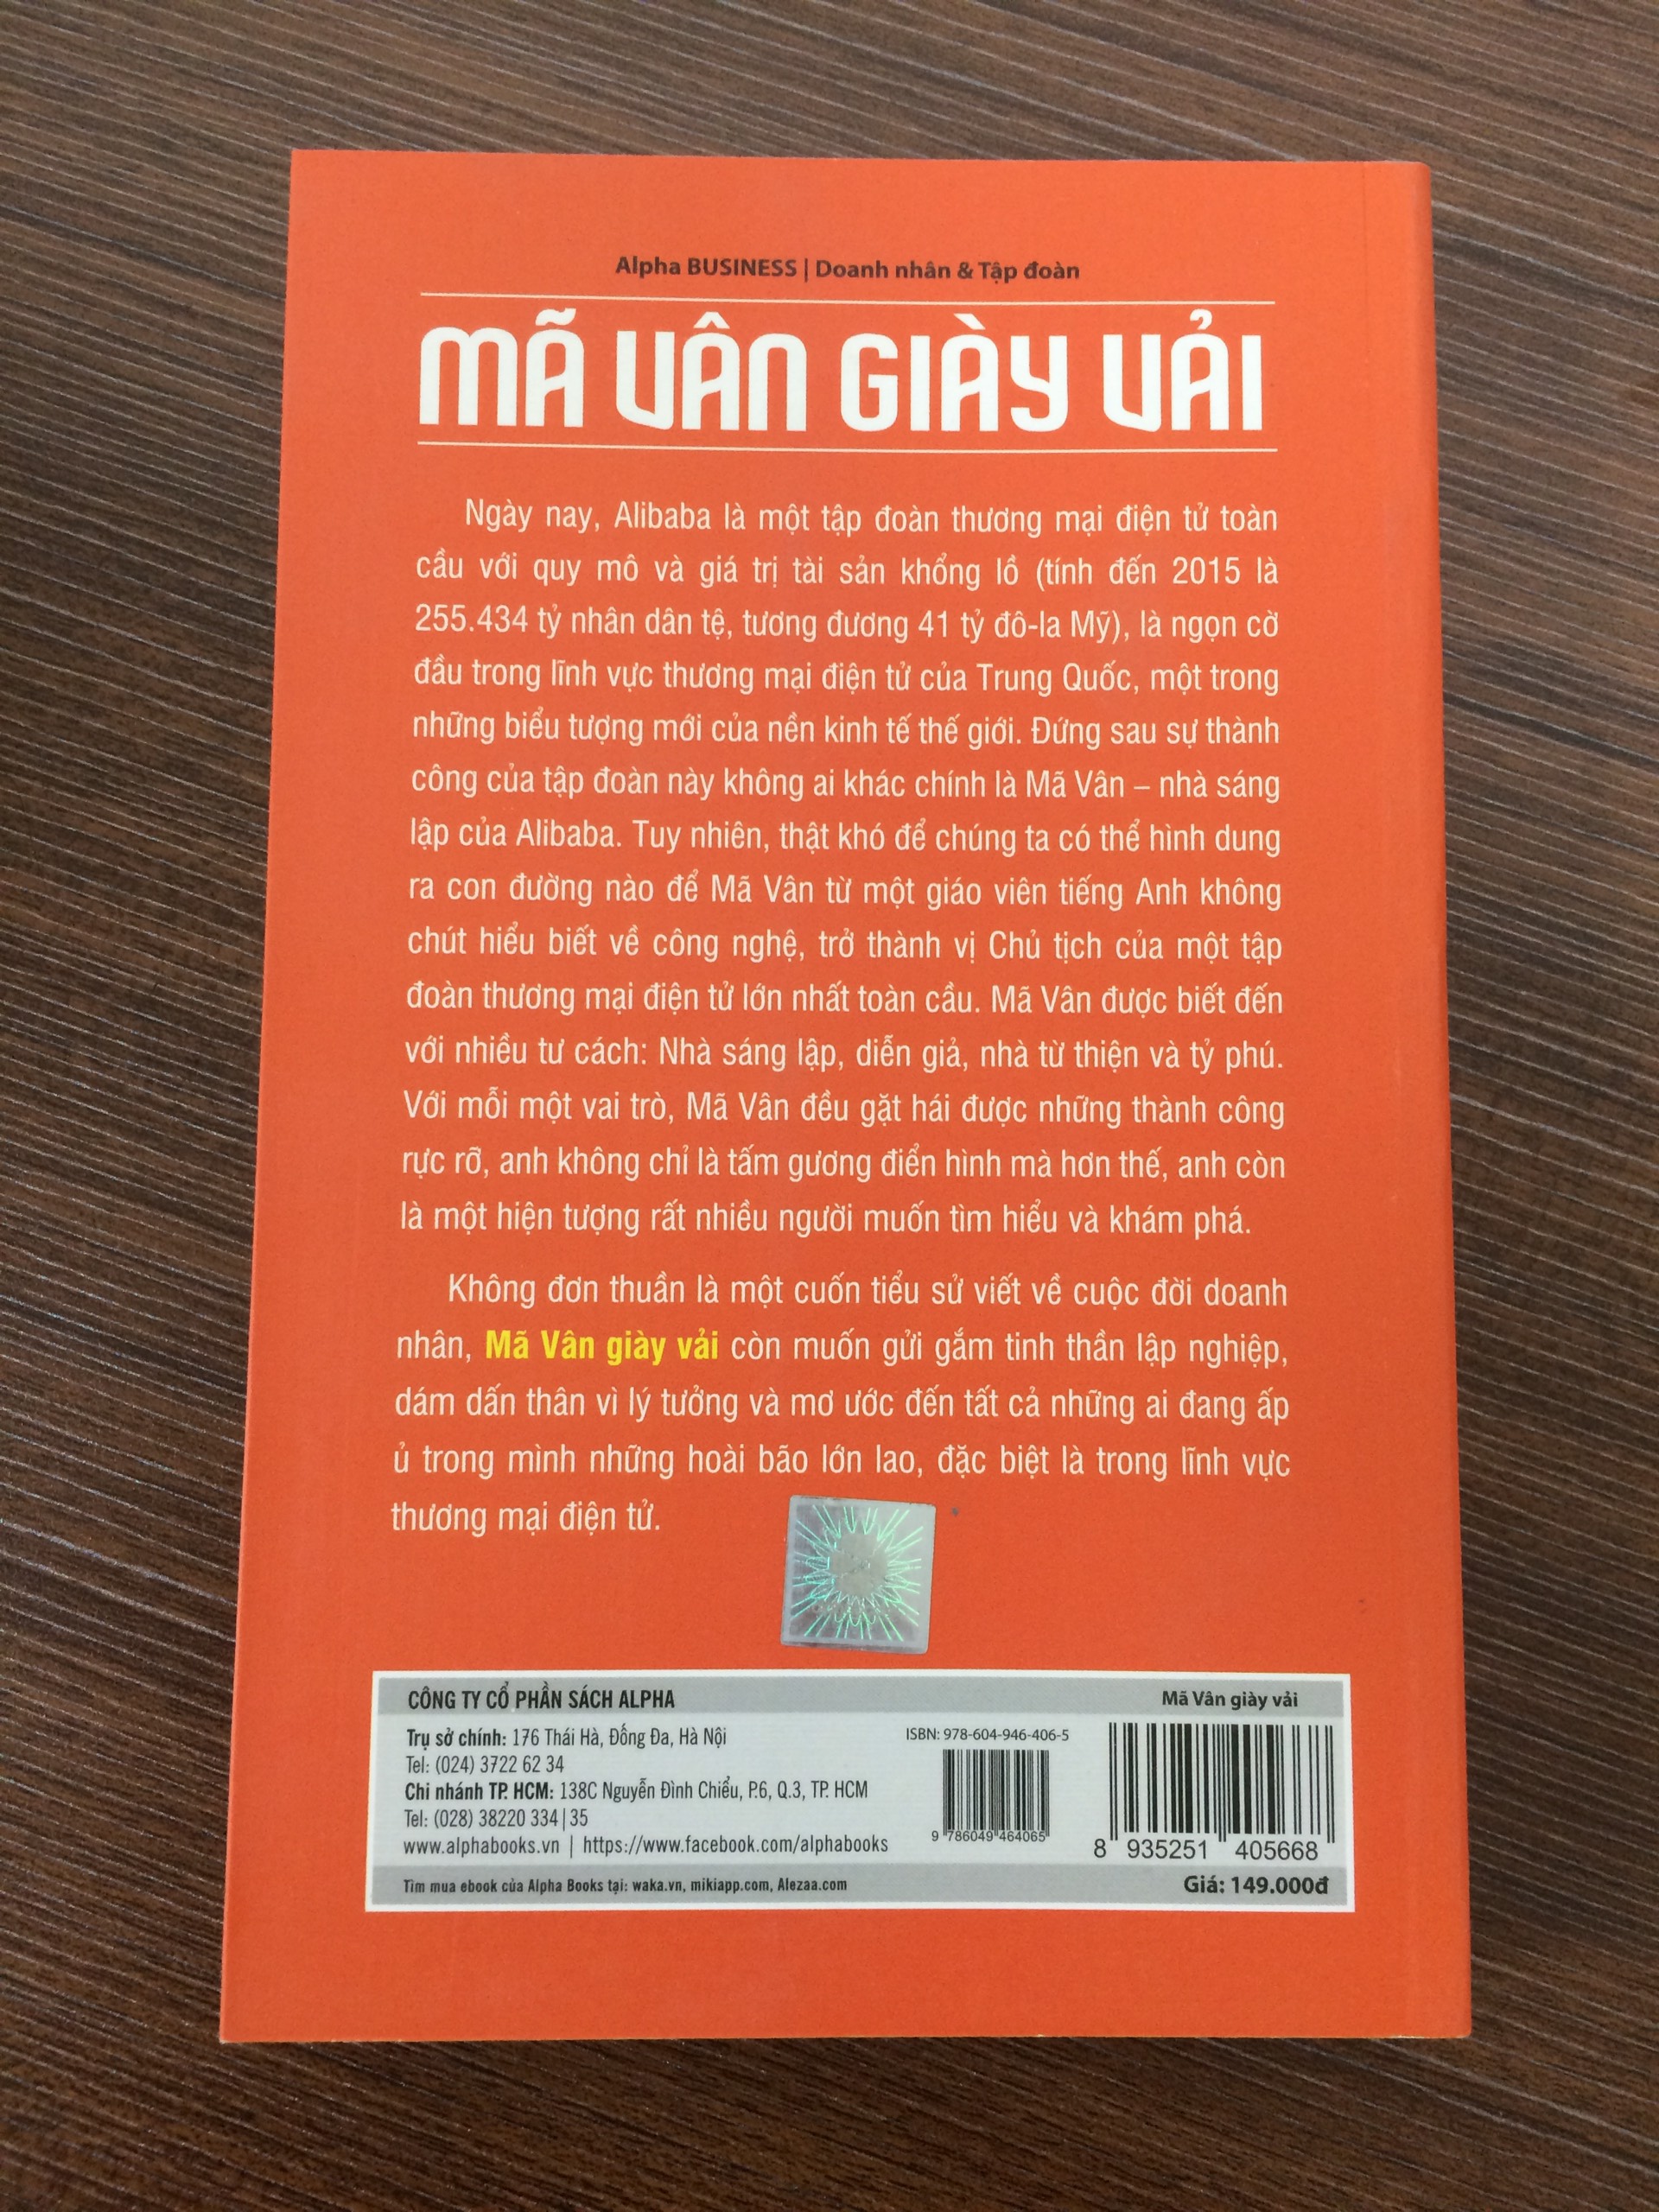 Alpha BUSINESS | Doanh nhân & Tập đoàn
MÃ VÂN GIÀY VẢI
Ngày nay, Alibaba là một tập đoàn thương mại điện tử toàn
cầu với quy mô và giá trị tài sản khổng lồ (tính đến 2015 là
255.434 tỷ nhân dân tệ, tương đương 41 tỷ đô-la Mỹ), là ngọn cờ
đầu trong lĩnh vực thương mại điện tử của Trung Quốc, một trong
những biểu tượng mới của nền kinh tế thế giới. Đứng sau sự thành
công của tập đoàn này không ai khác chính là Mã Vân – nhà sáng
lập của Alibaba. Tuy nhiên, thật khó để chúng ta có thể hình dung
ra con đường nào để Mã Vân từ một giáo viên tiếng Anh không
chút hiểu biết về công nghệ, trở thành vị Chủ tịch của một tập
đoàn thương mại điện tử lớn nhất toàn cầu. Mã Vân được biết đến
với nhiều tư cách: Nhà sáng lập, diễn giả, nhà từ thiện và tỷ phú.
Với mỗi một vai trò, Mã Vân đều gặt hái được những thành công
rực rỡ, anh không chỉ là tấm gương điển hình mà hơn thế, anh còn
là một hiện tượng rất nhiều người muốn tìm hiểu và khám phá.
Không đơn thuần là một cuốn tiểu sử viết về cuộc đời doanh
nhân, Mã Vân giày vải còn muốn gửi gắm tinh thần lập nghiệp,
dám dấn thân vì lý tưởng và mơ ước đến tất cả những ai đang ấp
ủ trong mình những hoài bão lớn lao, đặc biệt là trong lĩnh vực
thương mại điện tử.
CÔNG TY CỔ PHẦN SÁCH ALPHA
Trụ sở chính: 176 Thái Hà, Đống Đa, Hà Nội
Tel: (024) 3722 62 34
Chi nhánh TP. HCM: 138C Nguyễn Đình Chiểu, P.6, Q.3, TP. HCM
Tel: (028) 38220 334|35
www.alphabooks.vn | https://www.facebook.com/alphabooks
Tìm mua ebook của Alpha Books tại: waka.vn, mikiapp.com, Alezaa.com
ISBN: 978-604-946-406-5
9 786049 464065
Mã Vân giày vải
8 935251 405668
Giá: 149.000đ